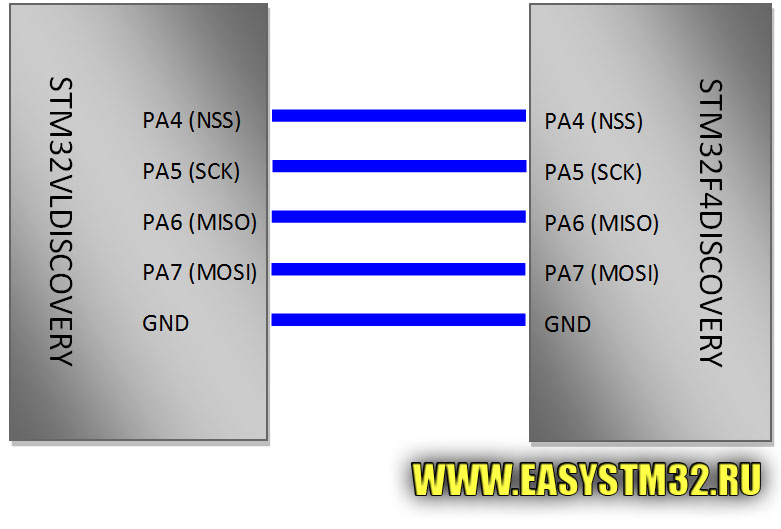 STM32VLDISCOVERY
PA4 (NSS)
PA5 (SCK)
PA6 (MISO)
PA7 (MOSI)
GND
PA4 (NSS)
PA5 (SCK)
PA6 (MISO)
PA7 (MOSI)
GND
STM32F4DISCOVERY
WWW.EASYSTM32.RU